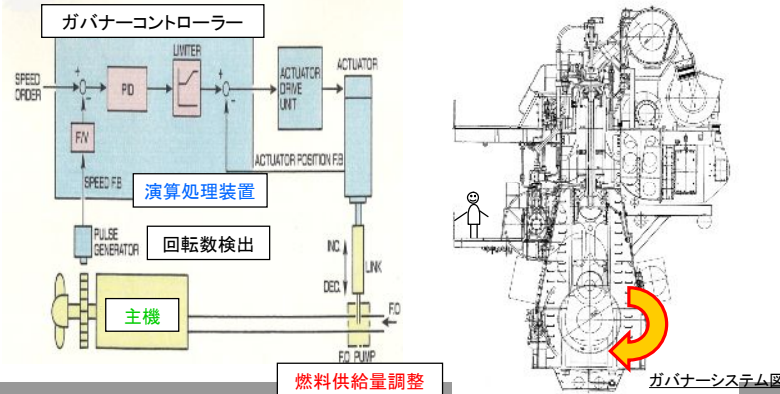 ガバナーコントローラー
LIMITER
ACTUATOR
SPEED
ORDER
+
-
PID
+
-
ACTUATOR
DRIVE
UNIT
F/V
ACTUATOR POSITION F.B
SPEED F.B
演算処理装置
PULSE
GENERATOR
回転数検出
INC.
LINK
DEC.
主機
F.O
F.O PUMP
燃料供給量調整
ガバナーシステム図